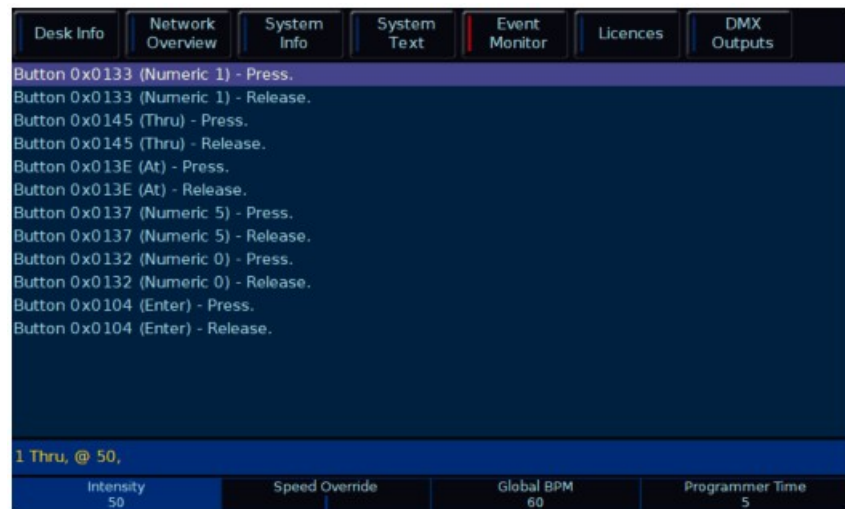 Desk Info
Network
Overview
System
Info
System
Text
Event
Monitor
Licences
DMX
Outputs
Button 0x0133 (Numeric 1) - Press.
Button 0x0133 (Numeric 1) - Release.
Button 0x0145 (Thru) - Press.
Button 0x0145 (Thru) - Release.
Button 0x013E (At) - Press.
Button 0x013E (At) - Release.
Button 0x0137 (Numeric 5) - Press.
Button 0x0137 (Numeric 5) - Release.
Button 0x0132 (Numeric 0) - Press.
Button 0x0132 (Numeric 0) - Release.
Button 0x0104 (Enter) - Press.
Button 0x0104 (Enter) - Release.
1 Thru, @ 50,
Intensity
50
Speed Override
Global BPM
60
Programmer Time
5